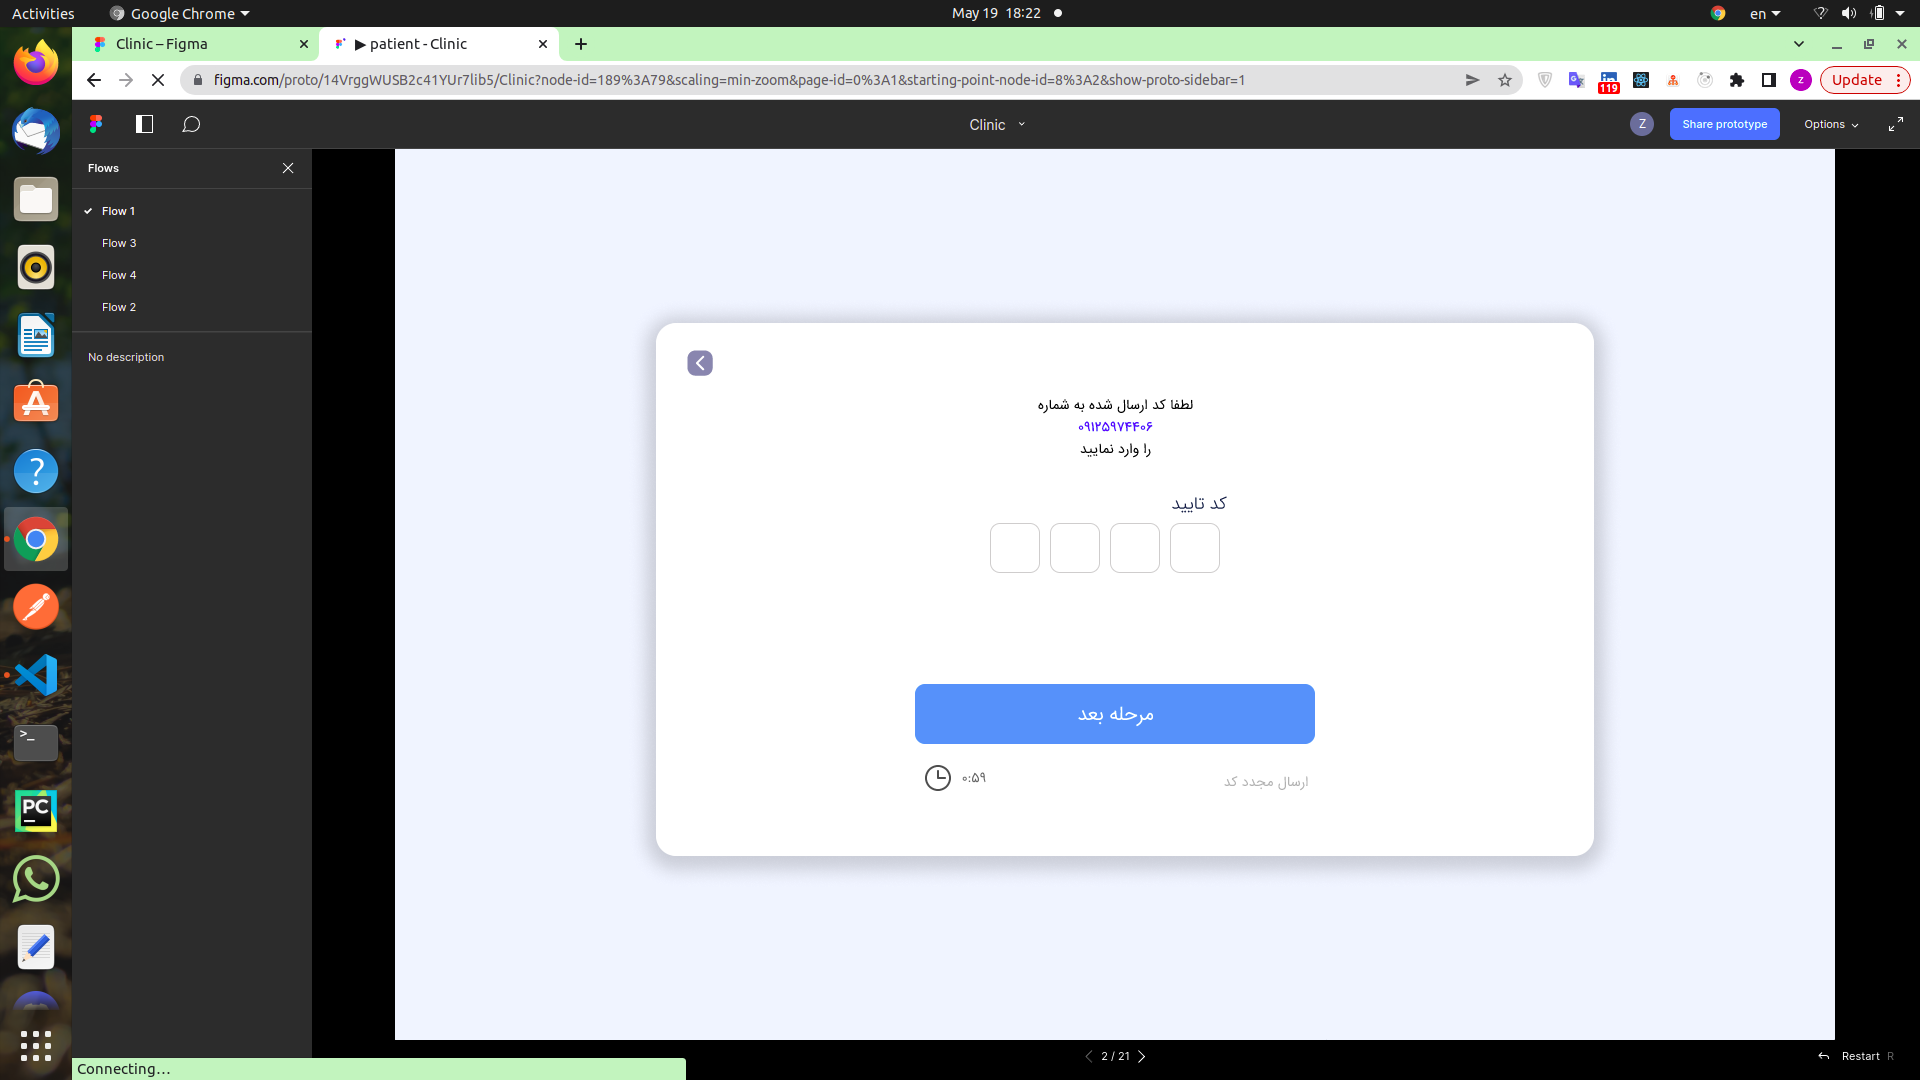 Activities
Google Chrome
May 19 18:22
en
Clinic – Figma
▶ patient - Clinic
figma.com/proto/14VrggWUSB2c41YUr7lib5/Clinic?node-id=189%3A79&scaling=min-zoom&page-id=0%3A1&starting-point-node-id=8%3A2&show-proto-sidebar=1
119
z
Update
Clinic
Z
Share prototype
Options
Flows
Flow 1
Flow 3
Flow 4
Flow 2
No description
لطفا کد ارسال شده به شماره
۰۹۱۲۵۹۷۴۴۰۶
را وارد نمایید
کد تایید
مرحله بعد
۰:۵۹
ارسال مجدد کد
>_
PC
2 / 21
Restart R
Connecting...